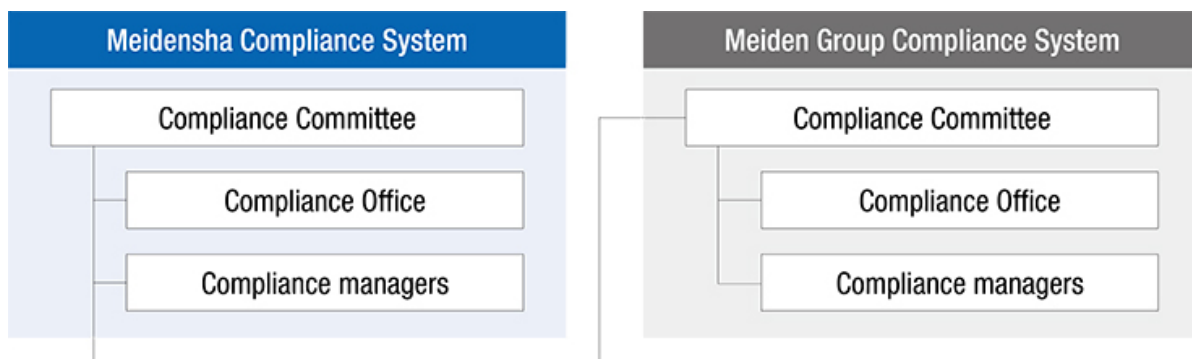 Meidensha Compliance System
Compliance Committee
Compliance Office
Compliance managers
Meiden Group Compliance System
Compliance Committee
Compliance Office
Compliance managers